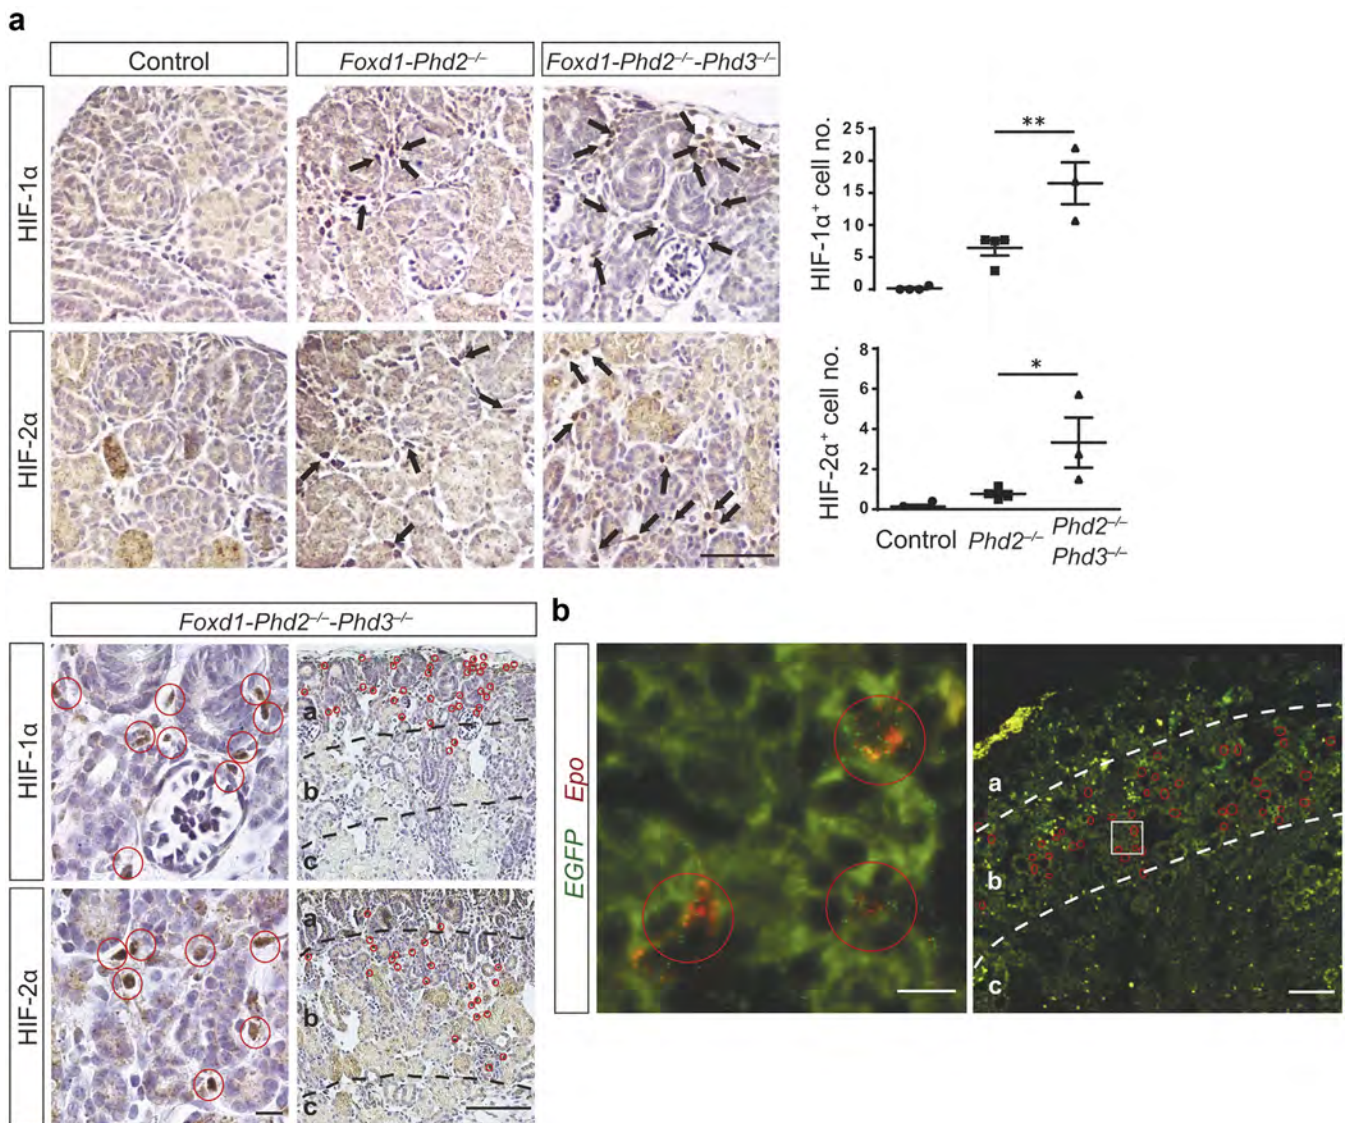 a
Control
Foxd1-Phd2–/–
Foxd1-Phd2–/–-Phd3–/–
HIF-1α
HIF-2α
HIF-1α+ cell no.
25
20
15
10
5
0
**
HIF-2α+ cell no.
8
6
4
2
0
*
Control
Phd2–/–
Phd2–/–
Phd3–/–
Foxd1-Phd2–/–-Phd3–/–
HIF-1α
a
b
c
HIF-2α
a
b
c
b
EGFP Epo
a
b
c